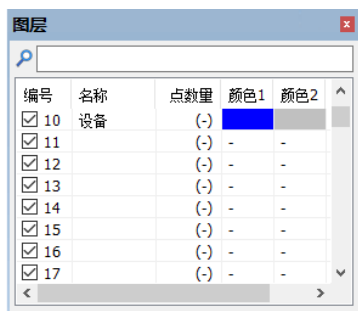 图层
编号 名称 点数量 颜色1 颜色2
10 设备 (-)
11 (-) - -
12 (-) - -
13 (-) - -
14 (-) - -
15 (-) - -
16 (-) - -
17 (-) - -